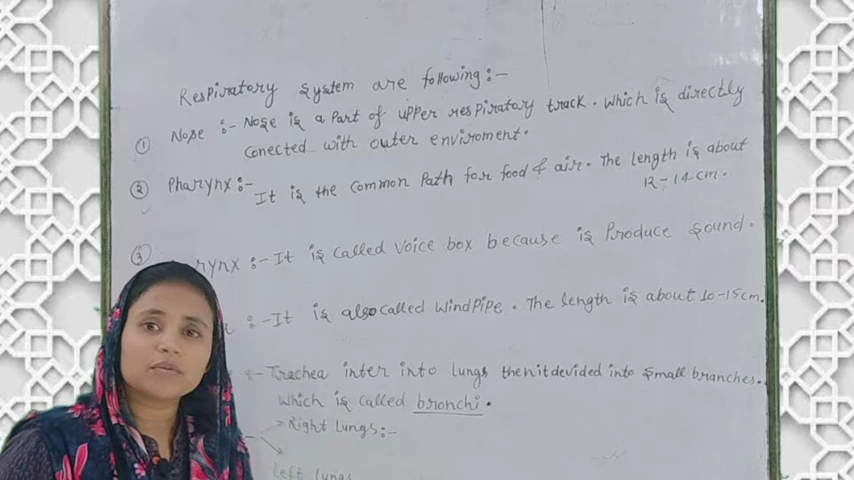 Respiratory system are following :-
① Nose :- Nose is a Part of upper respiratory track. which is directly
conected with outer enviroment.
② Pharynx :- It is the common Path for food & air. The length is about
12-14 cm.
③ rynx :- It is called voice box because is Produce sound.
:- It is also called windpipe. The length is about 10-15cm.
:- Trachea inter into lungs then it devided into small branches.
which is called bronchi.
Right lungs :-
Left lungs